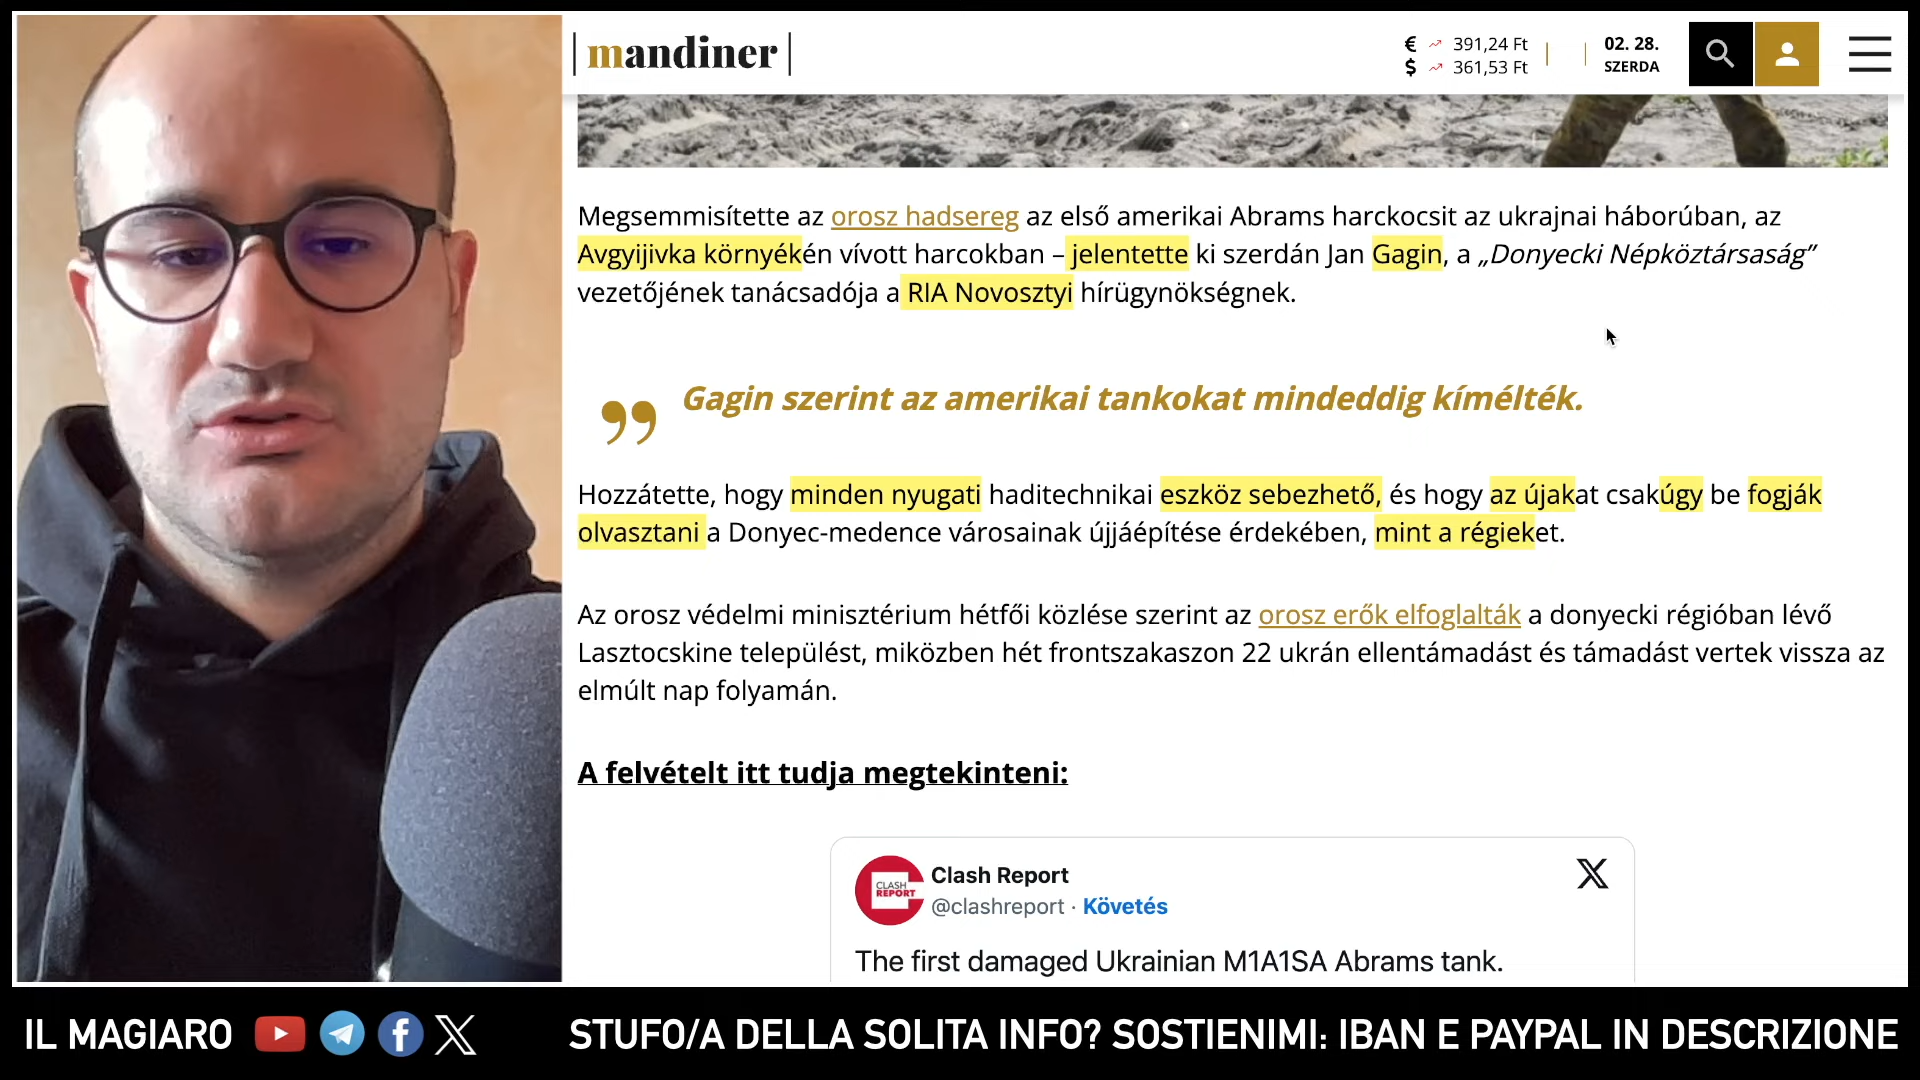 mandiner
€ 391,24 Ft
$ 361,53 Ft
02. 28.
SZERDA
Megsemmisítette az orosz hadsereg az első amerikai Abrams harckocsit az ukrajnai háborúban, az
Avgyijivka környékén vívott harcokban – jelentette ki szerdán Jan Gagin, a „Donyecki Népköztársaság”
vezetőjének tanácsadója a RIA Novosztyi hírügynökségnek.
Gagin szerint az amerikai tankokat mindeddig kímélték.
Hozzátette, hogy minden nyugati haditechnikai eszköz sebezhető, és hogy az újakat csakúgy be fogják
olvasztani a Donyec-medence városainak újjáépítése érdekében, mint a régieket.
Az orosz védelmi minisztérium hétfői közlése szerint az orosz erők elfoglalták a donyecki régióban lévő
Lasztocskine települést, miközben hét frontszakaszon 22 ukrán ellentámadást és támadást vertek vissza az
elmúlt nap folyamán.
A felvételt itt tudja megtekinteni:
CLASH
REPORT
Clash Report
@clashreport · Követés
The first damaged Ukrainian M1A1SA Abrams tank.
IL MAGIARO
STUFO/A DELLA SOLITA INFO? SOSTIENIMI: IBAN E PAYPAL IN DESCRIZIONE